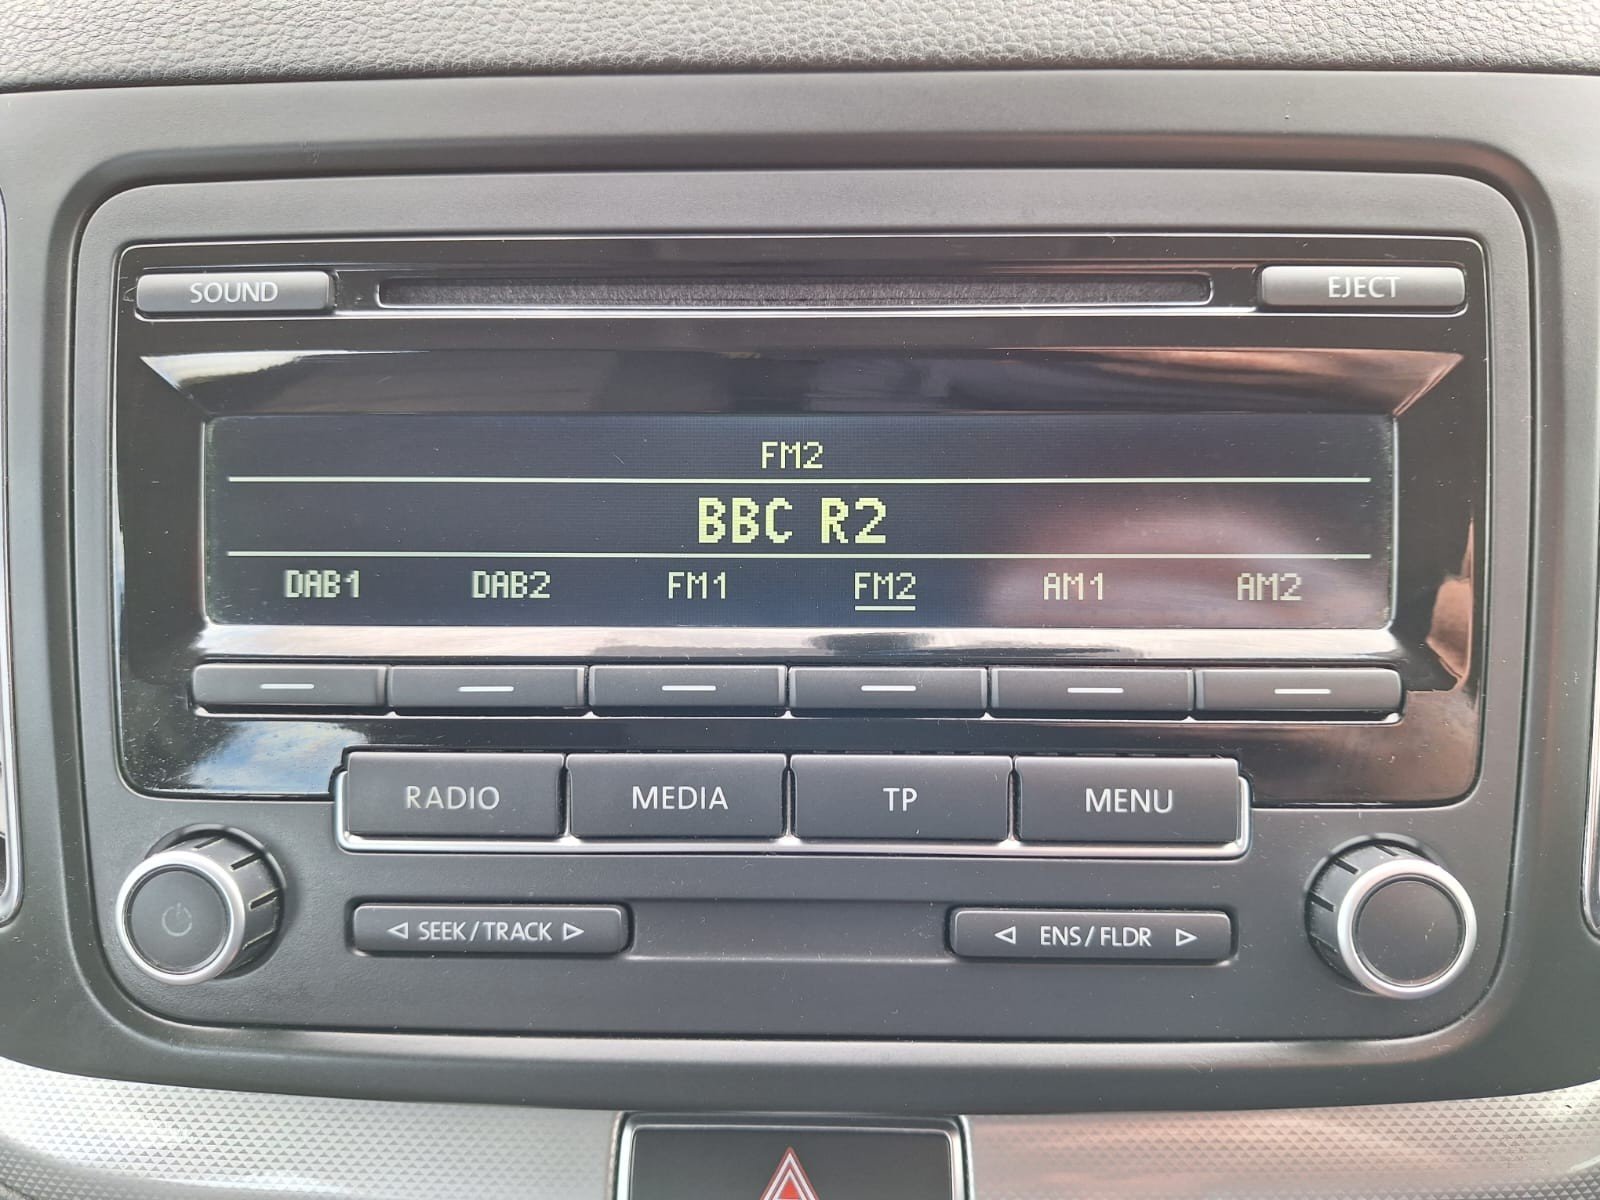 SOUND
EJECT
FM2
BBC R2
DAB1 DAB2 FM1 FM2 AM1 AM2
RADIO MEDIA TP MENU
SEEK/TRACK
ENS/FLDR